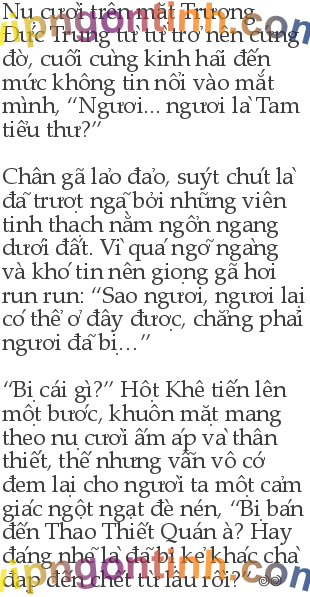 Nụ cười trên mặt Trương
Đức Trung từ từ trở nên cứng
đờ, cuối cùng kinh hãi đến
mức không tin nổi vào mắt
mình, “Ngươi... ngươi là Tam
tiểu thư?”
Chân gã lảo đảo, suýt chút là
đã trượt ngã bởi những viên
tinh thạch nằm ngổn ngang
dưới đất. Vì quá ngỡ ngàng
và khó tin nên giọng gã hơi
run run: “Sao ngươi, ngươi lại
có thể ở đây được, chẳng phải
ngươi đã bị…”
“Bị cái gì?” Hột Khê tiến lên
một bước, khuôn mặt mang
theo nụ cười ấm áp và thân
thiết, thế nhưng vẫn vô cớ
đem lại cho người ta một cảm
giác ngột ngạt đè nén, “Bị bán
đến Thao Thiết Quán à? Hay
đáng nhẽ là đã bị kẻ khác chà
đạp đến chết từ lâu rồi?”
vipngontinh.com
vipngontinh.com